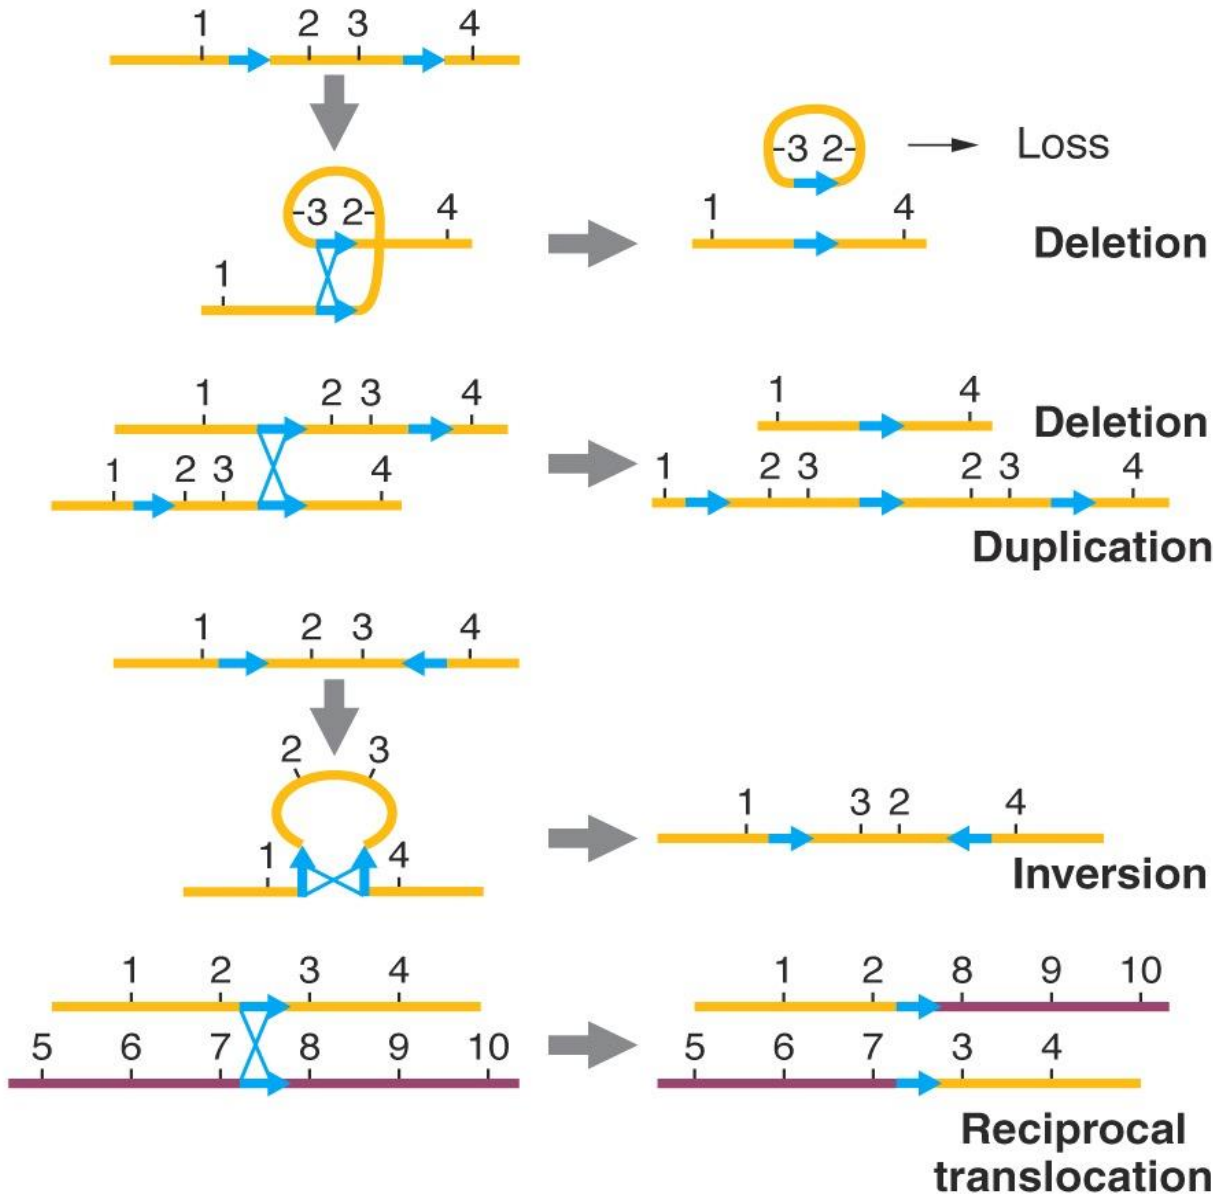 1 2 3 4
-3 2- 4
1
-3 2- Loss
1 4
Deletion
1 2 3 4
1 2 3 4
1 4
Deletion
1 2 3 2 3 4
Duplication
1 2 3 4
2 3
1 4
1 3 2 4
Inversion
1 2 3 4
5 6 7 8 9 10
1 2 8 9 10
5 6 7 3 4
Reciprocal
translocation